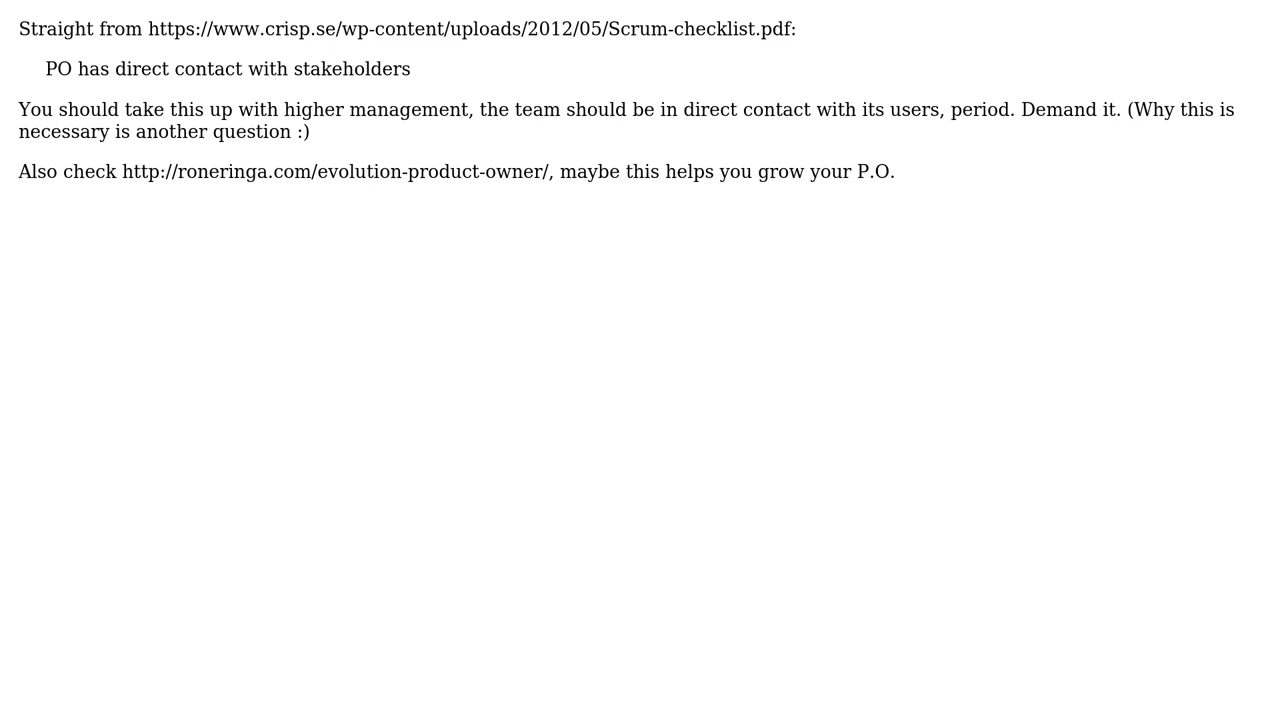 Straight from https://www.crisp.se/wp-content/uploads/2012/05/Scrum-checklist.pdf:
PO has direct contact with stakeholders
You should take this up with higher management, the team should be in direct contact with its users, period. Demand it. (Why this is
necessary is another question :)
Also check http://roneringa.com/evolution-product-owner/, maybe this helps you grow your P.O.